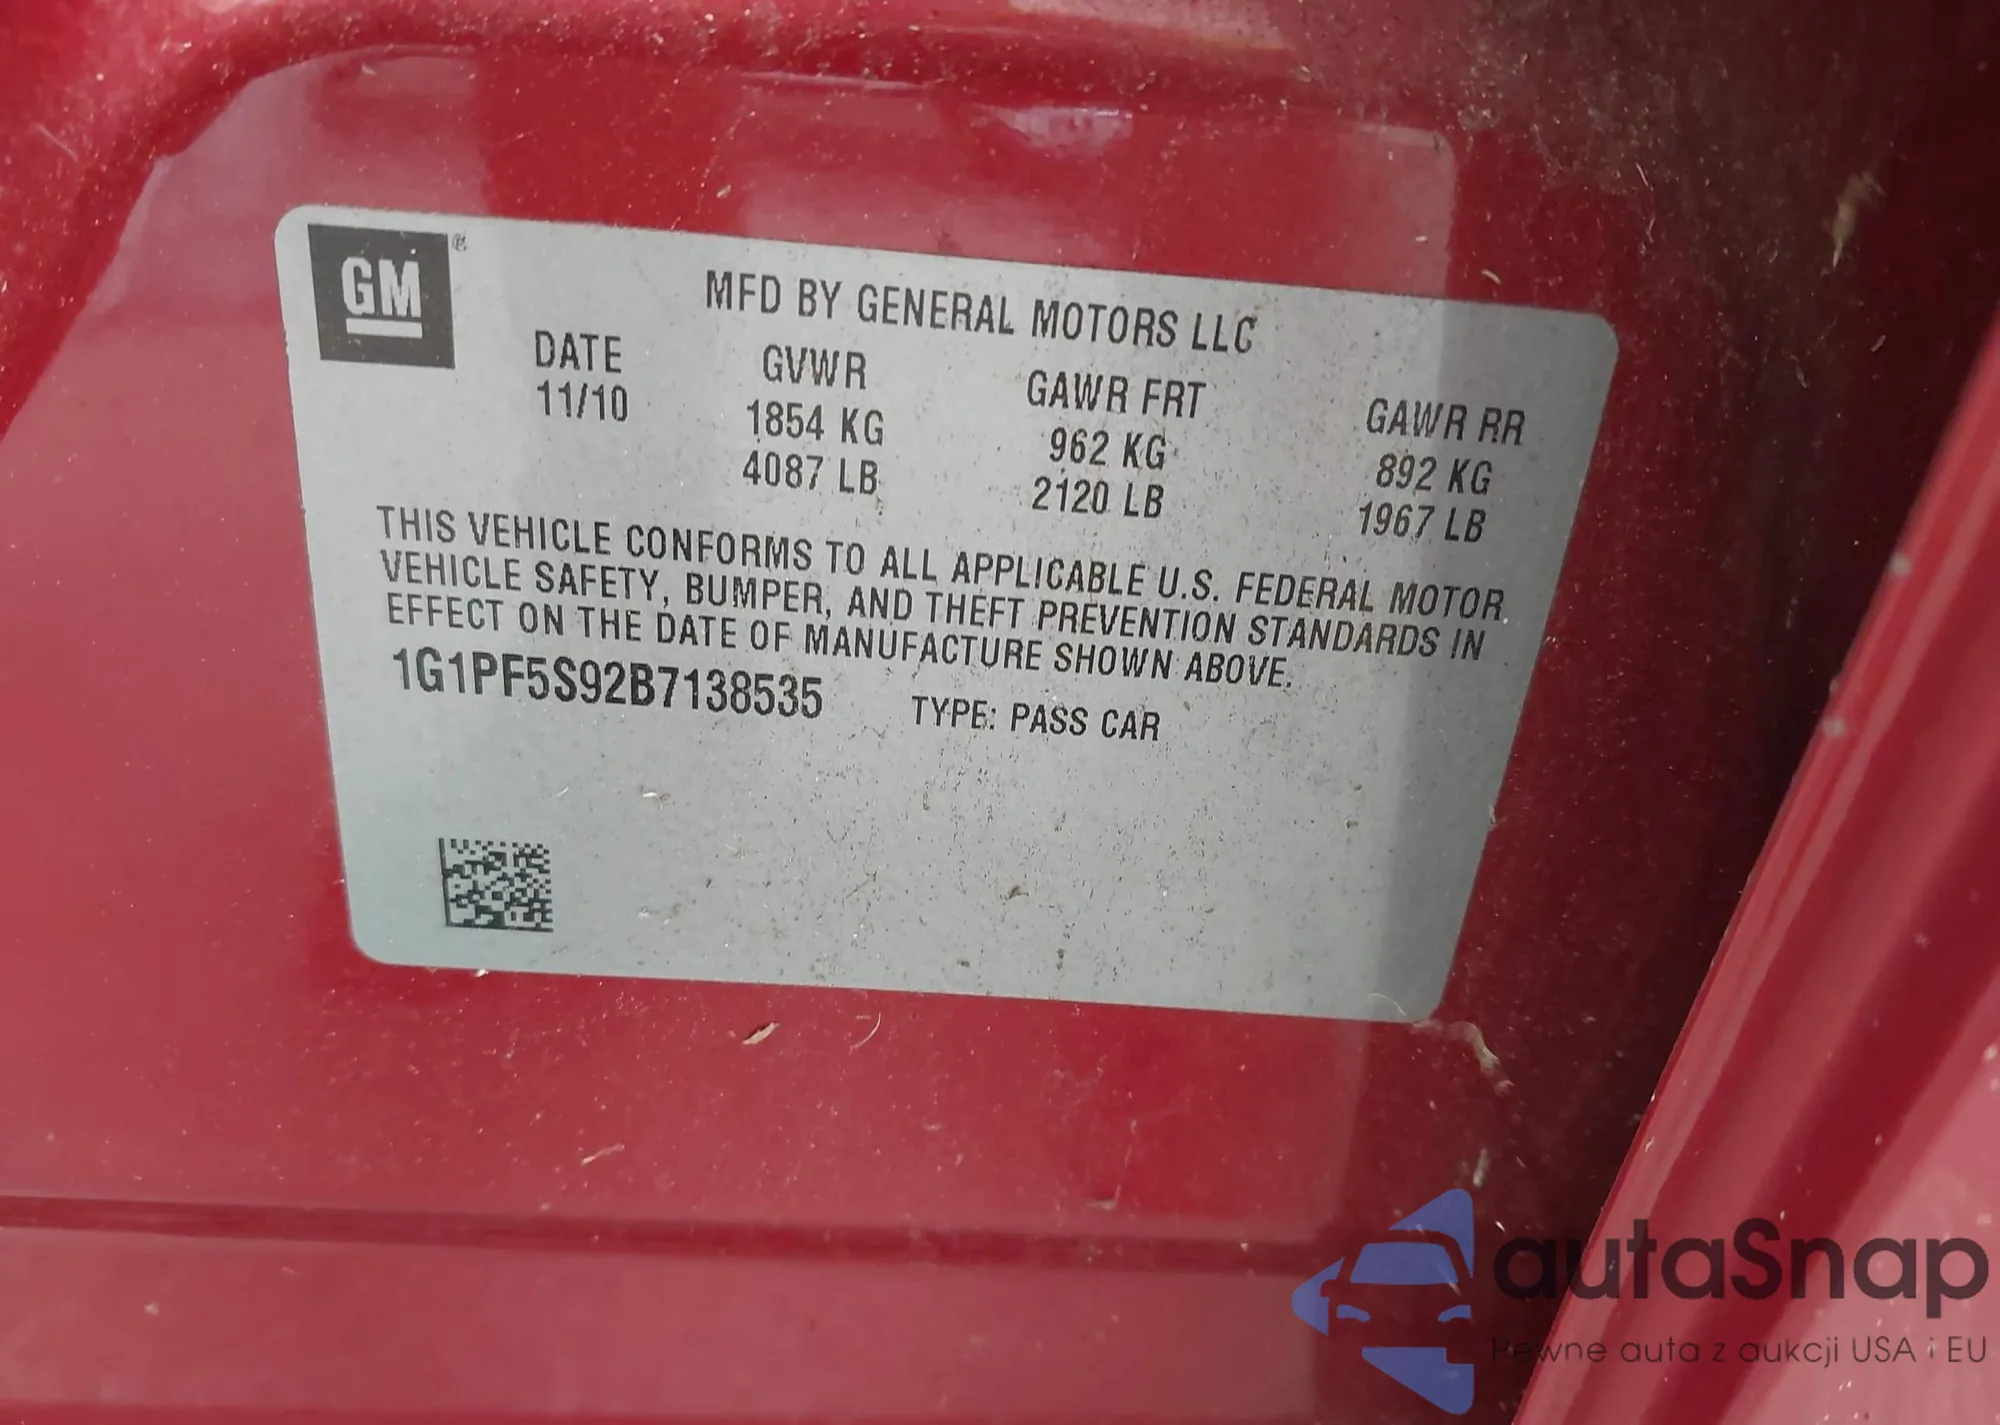 GM®
MFD BY GENERAL MOTORS LLC
DATE GVWR GAWR FRT GAWR RR
11/10 1854 KG 962 KG 892 KG
4087 LB 2120 LB 1967 LB
THIS VEHICLE CONFORMS TO ALL APPLICABLE U.S. FEDERAL MOTOR
VEHICLE SAFETY, BUMPER, AND THEFT PREVENTION STANDARDS IN
EFFECT ON THE DATE OF MANUFACTURE SHOWN ABOVE.
1G1PF5S92B7138535 TYPE: PASS CAR
autaSnap
Pewne auta z aukcji USA i EU